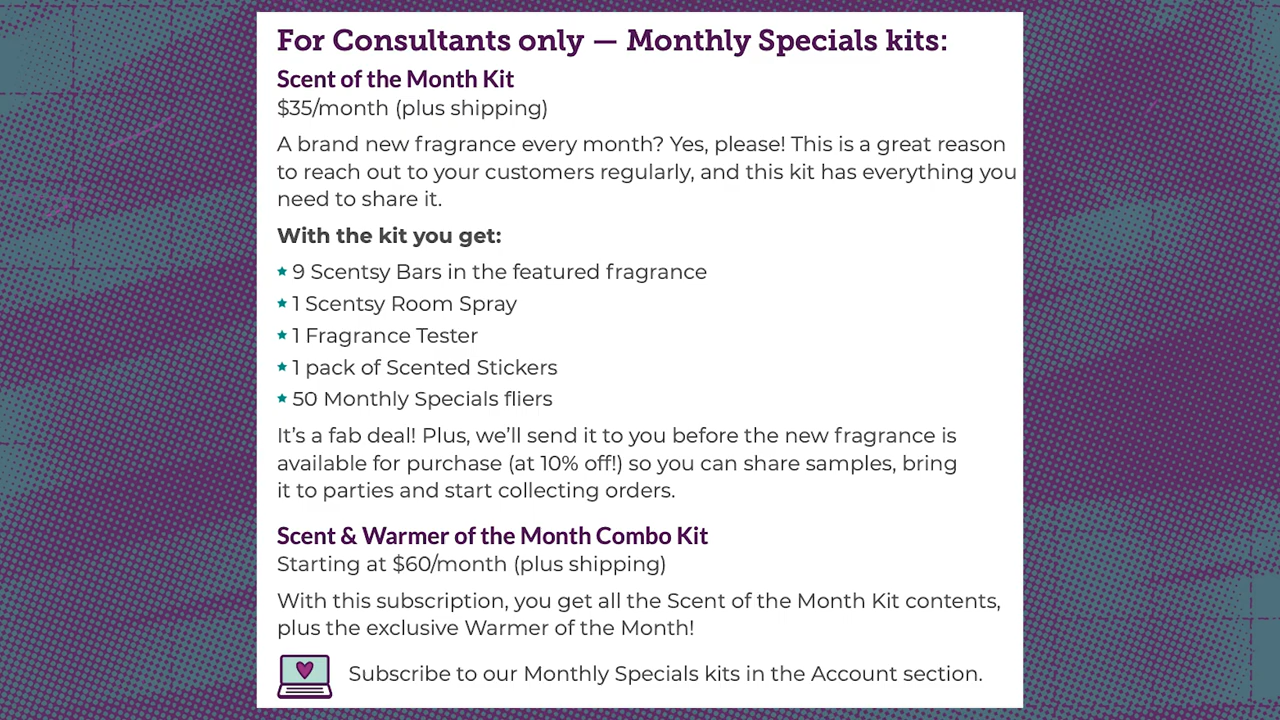 For Consultants only — Monthly Specials kits:
Scent of the Month Kit
$35/month (plus shipping)
A brand new fragrance every month? Yes, please! This is a great reason
to reach out to your customers regularly, and this kit has everything you
need to share it.
With the kit you get:
★ 9 Scentsy Bars in the featured fragrance
★ 1 Scentsy Room Spray
★ 1 Fragrance Tester
★ 1 pack of Scented Stickers
★ 50 Monthly Specials fliers
It’s a fab deal! Plus, we’ll send it to you before the new fragrance is
available for purchase (at 10% off!) so you can share samples, bring
it to parties and start collecting orders.
Scent & Warmer of the Month Combo Kit
Starting at $60/month (plus shipping)
With this subscription, you get all the Scent of the Month Kit contents,
plus the exclusive Warmer of the Month!
Subscribe to our Monthly Specials kits in the Account section.